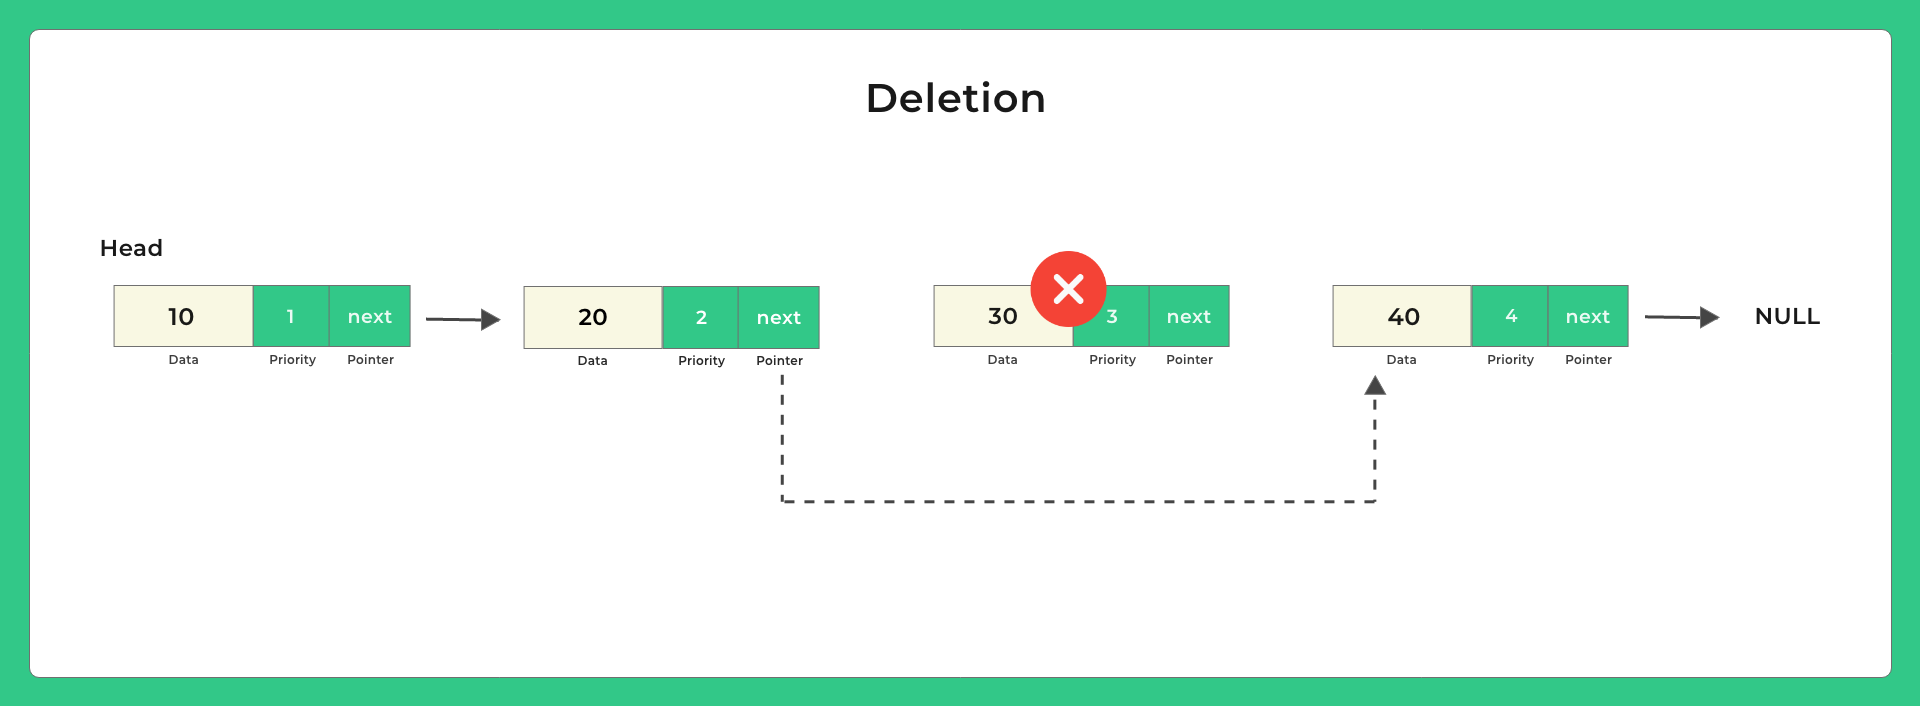 Deletion
Head
10 1 next
20 2 next
30 3 next
40 4 next
NULL
Data Priority Pointer
Data Priority Pointer
Data Priority Pointer
Data Priority Pointer